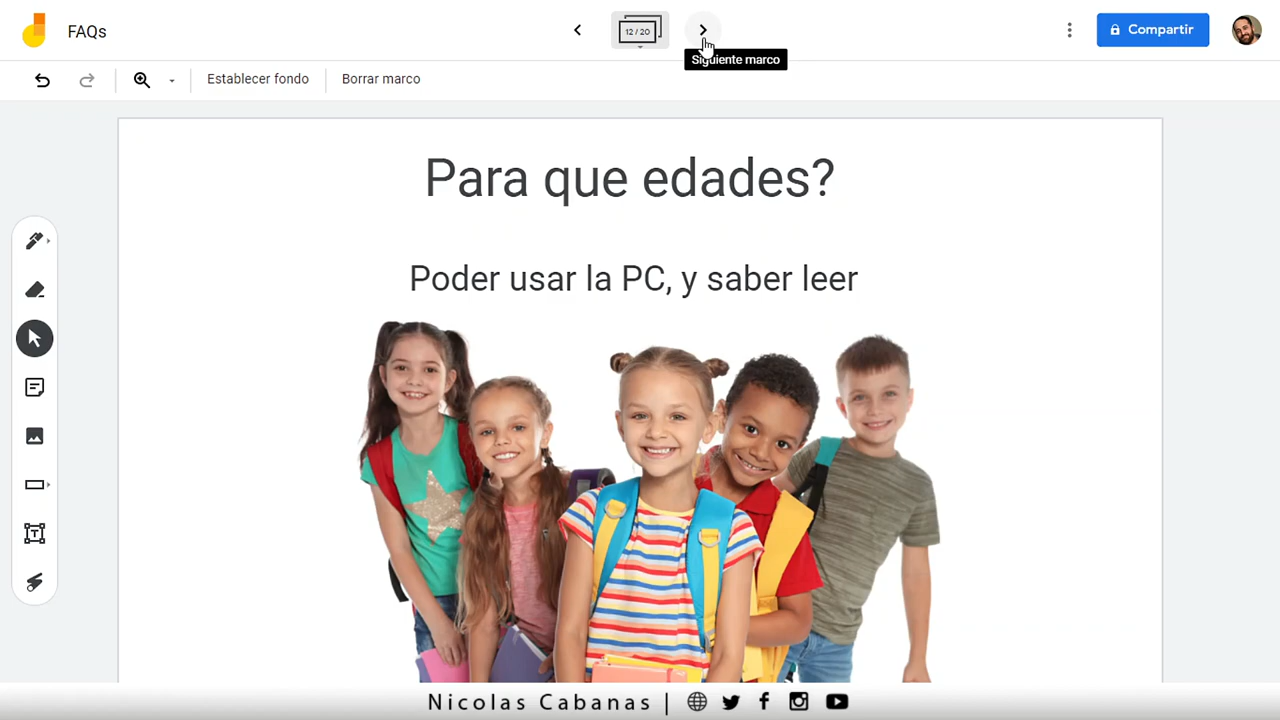 FAQs
12 / 20
Compartir
Siguiente marco
Establecer fondo
Borrar marco
Para que edades?
Poder usar la PC, y saber leer
Nicolas Cabanas |